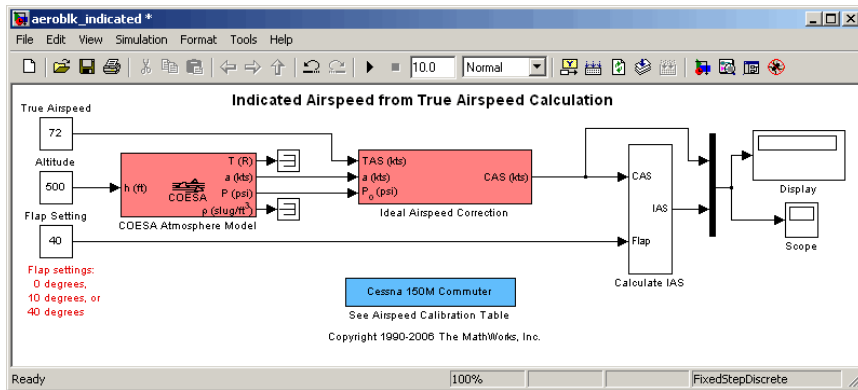 aeroblk_indicated *
File Edit View Simulation Format Tools Help
10.0 Normal
Indicated Airspeed from True Airspeed Calculation
True Airspeed
72
Altitude
500
Flap Setting
40
Flap settings:
0 degrees,
10 degrees, or
40 degrees
h (ft)
COESA
T (R)
a (kts)
P (psi)
ρ (slug/ft³)
COESA Atmosphere Model
TAS (kts)
a (kts)
P₀ (psi)
CAS (kts)
Ideal Airspeed Correction
CAS
IAS
Flap
Calculate IAS
Display
Scope
Cessna 150M Commuter
See Airspeed Calibration Table
Copyright 1990-2006 The MathWorks, Inc.
Ready 100% FixedStepDiscrete